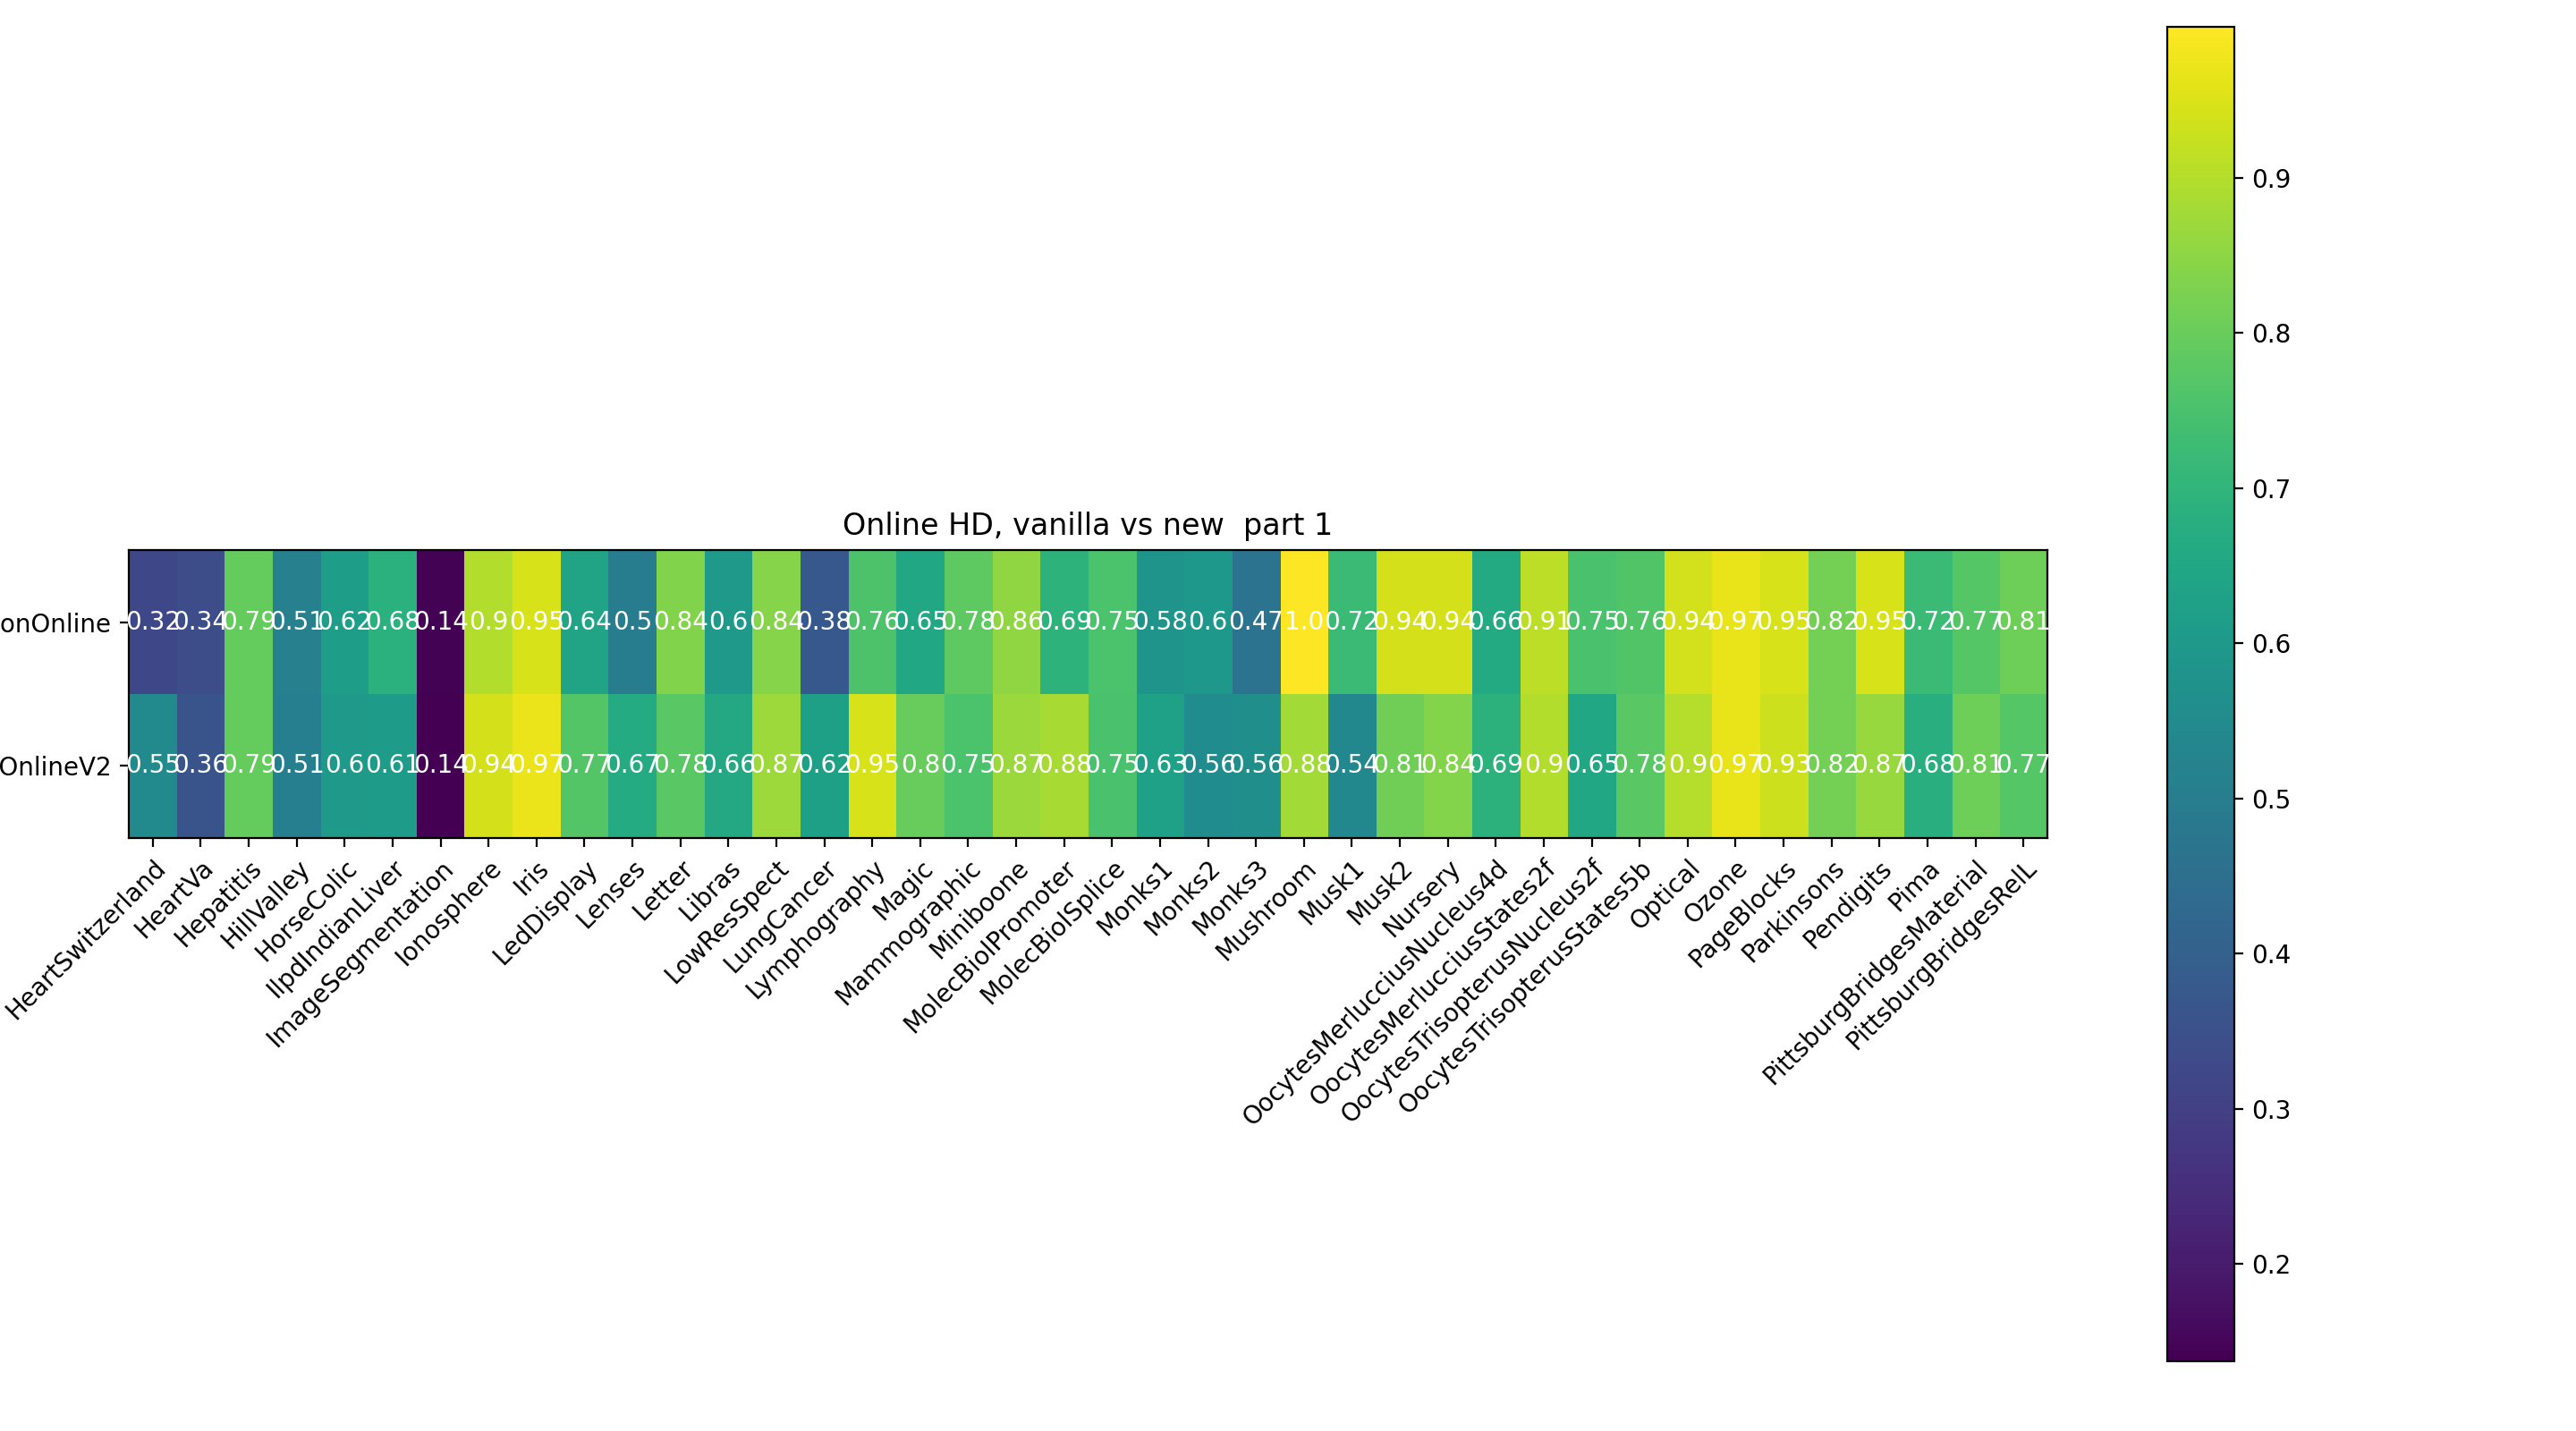 Online HD, vanilla vs new  part 1
onOnline
0.32 0.34 0.79 0.51 0.62 0.68 0.14 0.9 0.95 0.64 0.5 0.84 0.6 0.84 0.38 0.76 0.65 0.78 0.86 0.69 0.75 0.58 0.6 0.47 1.0 0.72 0.94 0.94 0.66 0.91 0.75 0.76 0.94 0.97 0.95 0.82 0.95 0.72 0.77 0.81
OnlineV2
0.55 0.36 0.79 0.51 0.6 0.61 0.14 0.94 0.97 0.77 0.67 0.78 0.66 0.87 0.62 0.95 0.8 0.75 0.87 0.88 0.75 0.63 0.56 0.56 0.88 0.54 0.81 0.84 0.69 0.9 0.65 0.78 0.9 0.97 0.93 0.82 0.87 0.68 0.81 0.77
HeartSwitzerland
HeartVa
Hepatitis
HillValley
HorseColic
IlpdIndianLiver
ImageSegmentation
Ionosphere
Iris
LedDisplay
Lenses
Letter
Libras
LowResSpect
LungCancer
Lymphography
Magic
Mammographic
Miniboone
MolecBiolPromoter
MolecBiolSplice
Monks1
Monks2
Monks3
Mushroom
Musk1
Musk2
Nursery
OocytesMerlucciusNucleus4d
OocytesMerlucciusStates2f
OocytesTrisopterusNucleus2f
OocytesTrisopterusStates5b
Optical
Ozone
PageBlocks
Parkinsons
Pendigits
Pima
PittsburgBridgesMaterial
PittsburgBridgesRelL
0.9
0.8
0.7
0.6
0.5
0.4
0.3
0.2